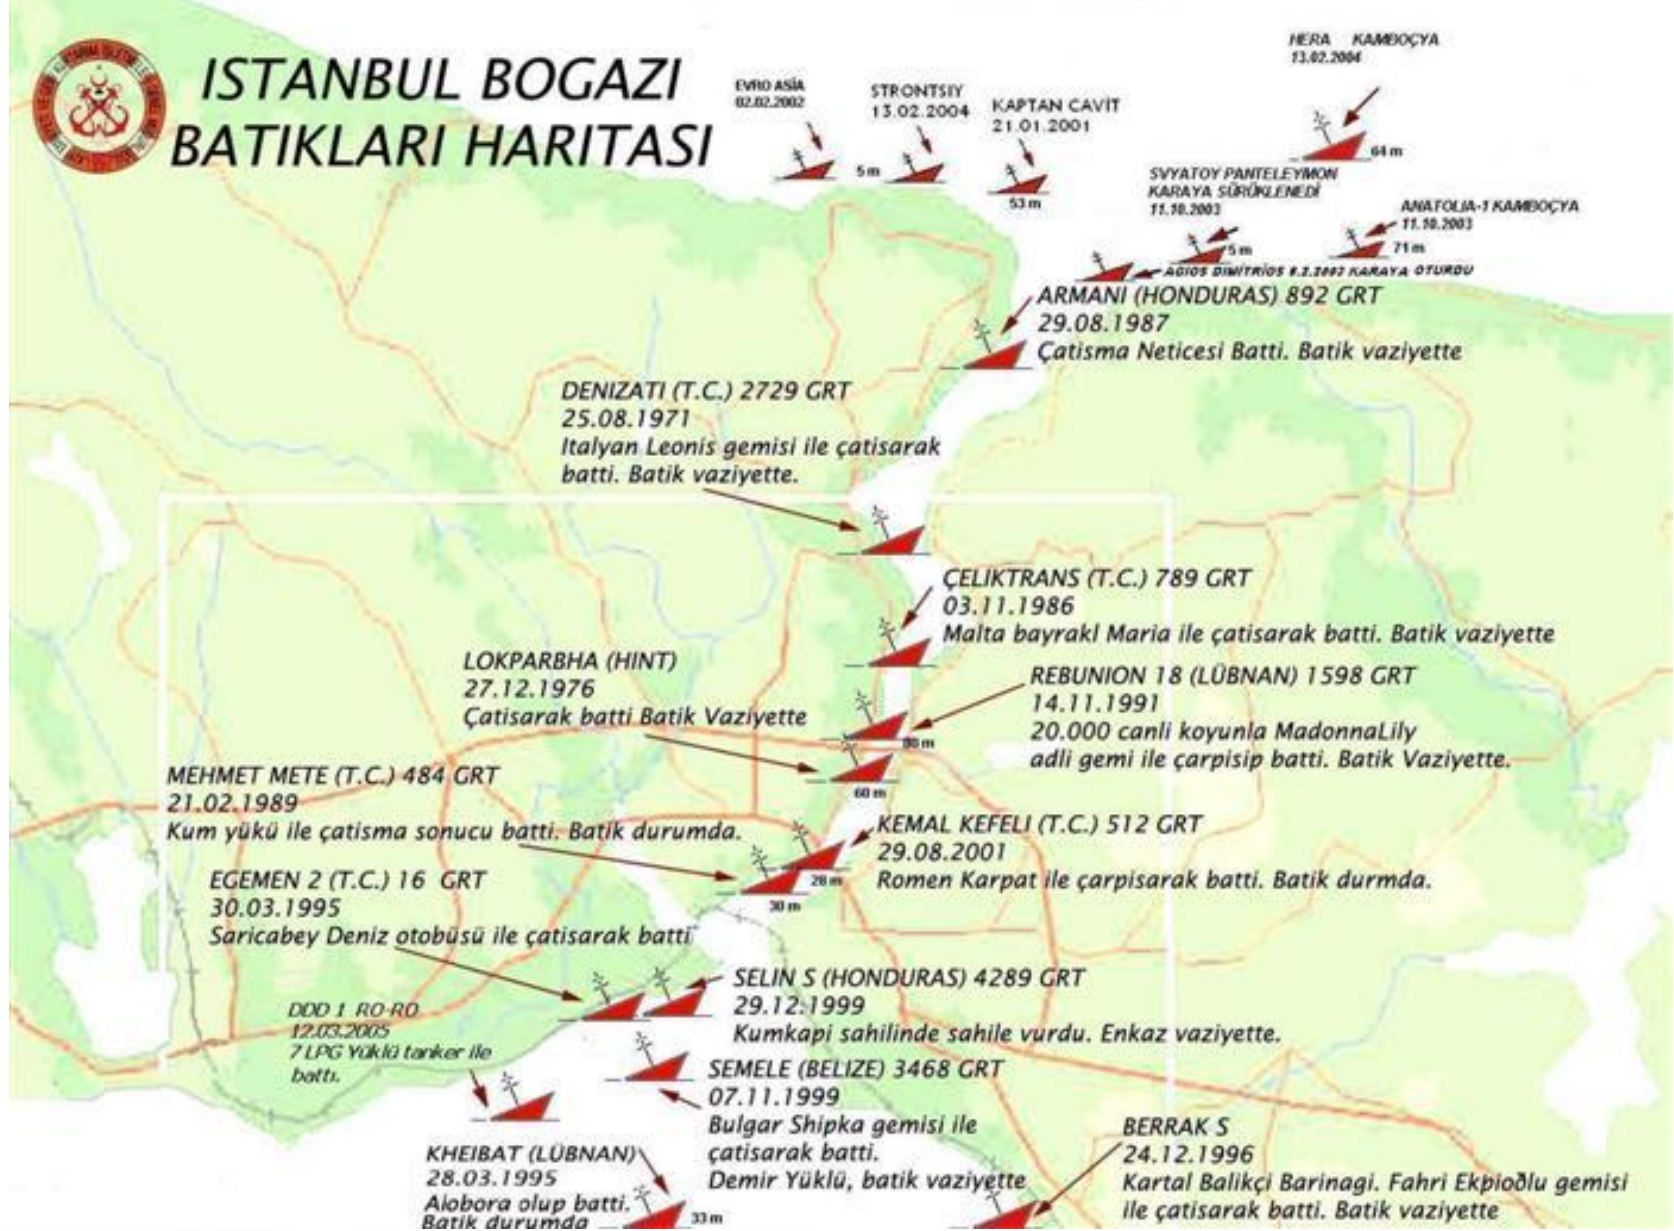 ISTANBUL BOGAZI
BATIKLARI HARITASI
EVRO ASİA
02.02.2002
5 m
STRONTSIY
13.02.2004
KAPTAN CAVİT
21.01.2001
53 m
HERA KAMBOÇYA
13.02.2004
64 m
SVYATOY PANTELEYMON
KARAYA SÜRÜKLENEDİ
11.10.2003
5 m
ANATOLIA-1 KAMBOÇYA
11.10.2003
71 m
AGIOS DIMİTRİOS 6.2.2003 KARAYA OTURDU
ARMANI (HONDURAS) 892 GRT
29.08.1987
Çatisma Neticesi Batti. Batik vaziyette
DENIZATI (T.C.) 2729 GRT
25.08.1971
Italyan Leonis gemisi ile çatisarak
batti. Batik vaziyette.
ÇELIKTRANS (T.C.) 789 GRT
03.11.1986
Malta bayrakl Maria ile çatisarak batti. Batik vaziyette
LOKPARBHA (HINT)
27.12.1976
Çatisarak batti Batik Vaziyette
REBUNION 18 (LÜBNAN) 1598 GRT
14.11.1991
20.000 canli koyunla MadonnaLily
adli gemi ile çarpisip batti. Batik Vaziyette.
80 m
60 m
MEHMET METE (T.C.) 484 GRT
21.02.1989
Kum yükü ile çatisma sonucu batti. Batik durumda.
KEMAL KEFELI (T.C.) 512 GRT
29.08.2001
Romen Karpat ile çarpisarak batti. Batik durmda.
28 m
30 m
EGEMEN 2 (T.C.) 16 GRT
30.03.1995
Saricabey Deniz otobüsü ile çatisarak batti
SELIN S (HONDURAS) 4289 GRT
29.12.1999
Kumkapi sahilinde sahile vurdu. Enkaz vaziyette.
DDD 1 RO-RO
12.03.2005
7 LPG Yüklü tanker ile
battı.
SEMELE (BELIZE) 3468 GRT
07.11.1999
Bulgar Shipka gemisi ile
çatisarak batti.
Demir Yüklü, batik vaziyette
KHEIBAT (LÜBNAN)
28.03.1995
Alobora olup batti.
Batik durumda
33 m
BERRAK S
24.12.1996
Kartal Balikçi Barinagi. Fahri Ekpioðlu gemisi
ile çatisarak batti. Batik vaziyette